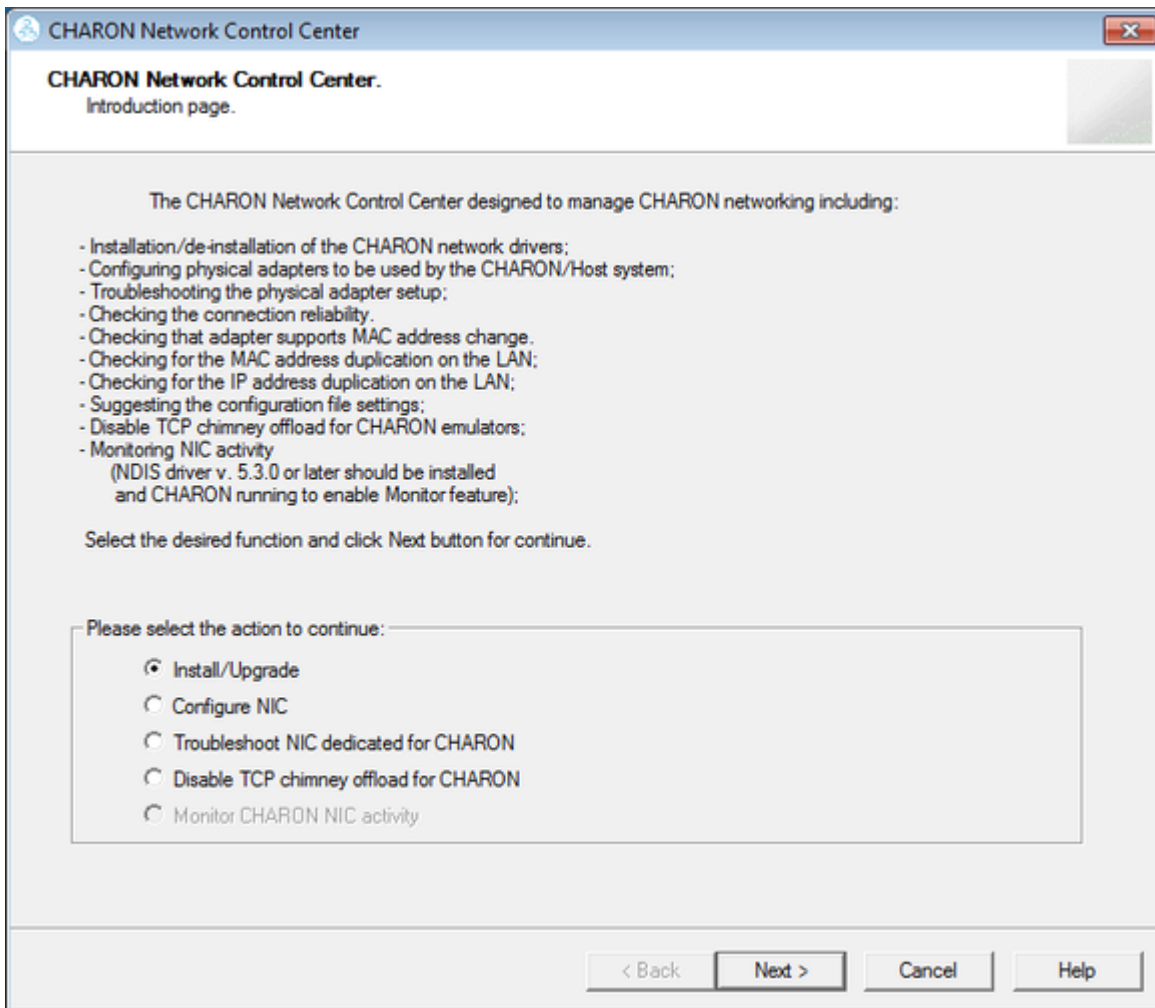 CHARON Network Control Center
CHARON Network Control Center.
Introduction page.
The CHARON Network Control Center designed to manage CHARON networking including:
- Installation/de-installation of the CHARON network drivers;
- Configuring physical adapters to be used by the CHARON/Host system;
- Troubleshooting the physical adapter setup;
- Checking the connection reliability.
- Checking that adapter supports MAC address change.
- Checking for the MAC address duplication on the LAN;
- Checking for the IP address duplication on the LAN;
- Suggesting the configuration file settings;
- Disable TCP chimney offload for CHARON emulators;
- Monitoring NIC activity
(NDIS driver v. 5.3.0 or later should be installed
and CHARON running to enable Monitor feature);
Select the desired function and click Next button for continue.
Please select the action to continue:
Install/Upgrade
Configure NIC
Troubleshoot NIC dedicated for CHARON
Disable TCP chimney offload for CHARON
Monitor CHARON NIC activity
< Back Next > Cancel Help